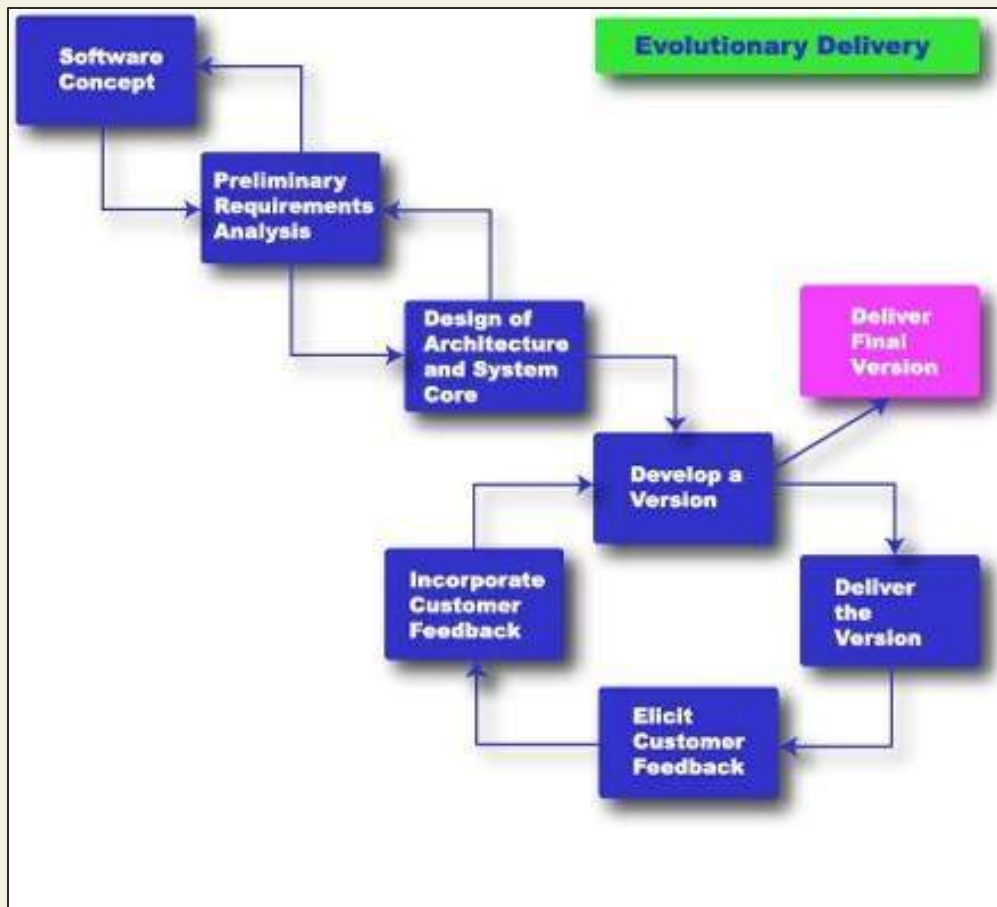 Evolutionary Delivery
Software
Concept
Preliminary
Requirements
Analysis
Design of
Architecture
and System
Core
Deliver
Final
Version
Develop a
Version
Incorporate
Customer
Feedback
Deliver
the
Version
Elicit
Customer
Feedback